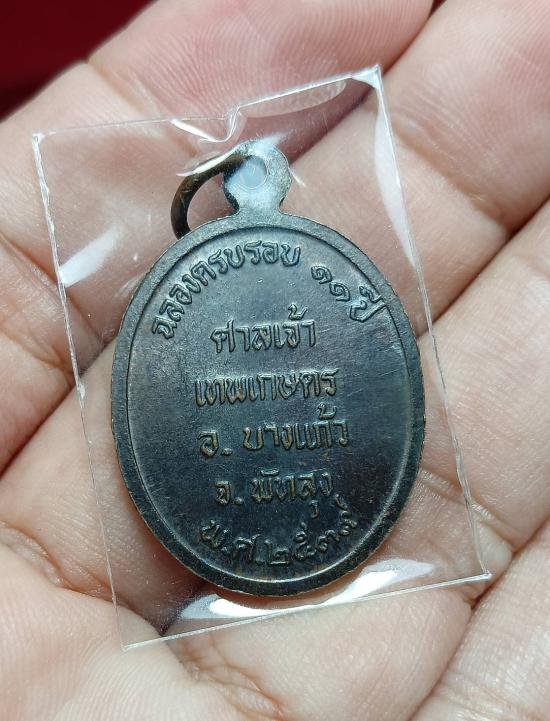 ฉลองครบรอบ ๑๑ ปี
ศาลเจ้า
เทพเกษตร
อ. บางแก้ว
จ. พัทลุง
พ.ศ.๒๕๓๗